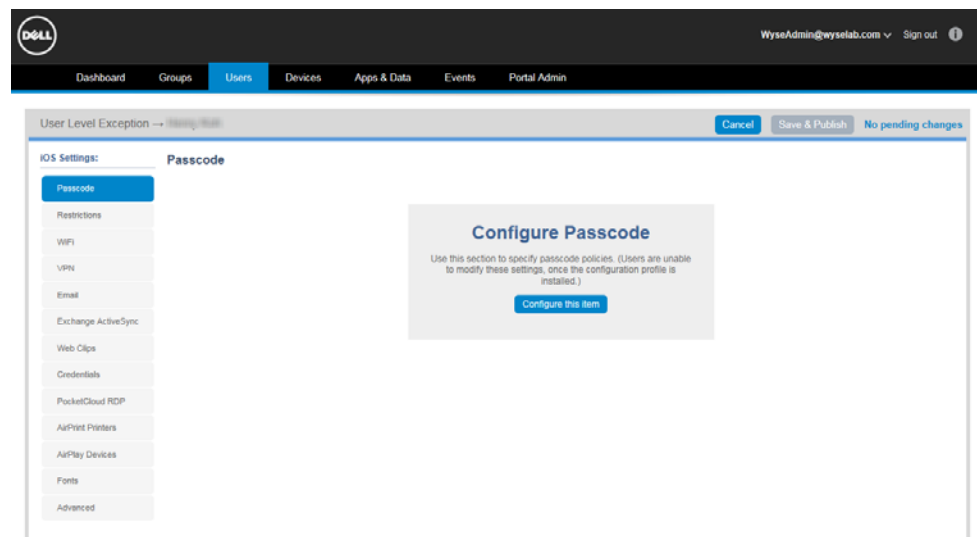 DELL
WyseAdmin@wyselab.com Sign out
Dashboard Groups Users Devices Apps & Data Events Portal Admin
User Level Exception →
Cancel Save & Publish No pending changes
iOS Settings:
Passcode
Passcode
Restrictions
WiFi
VPN
Email
Exchange ActiveSync
Web Clips
Credentials
PocketCloud RDP
AirPrint Printers
AirPlay Devices
Fonts
Advanced
Configure Passcode
Use this section to specify passcode policies. (Users are unable
to modify these settings, once the configuration profile is
installed.)
Configure this item